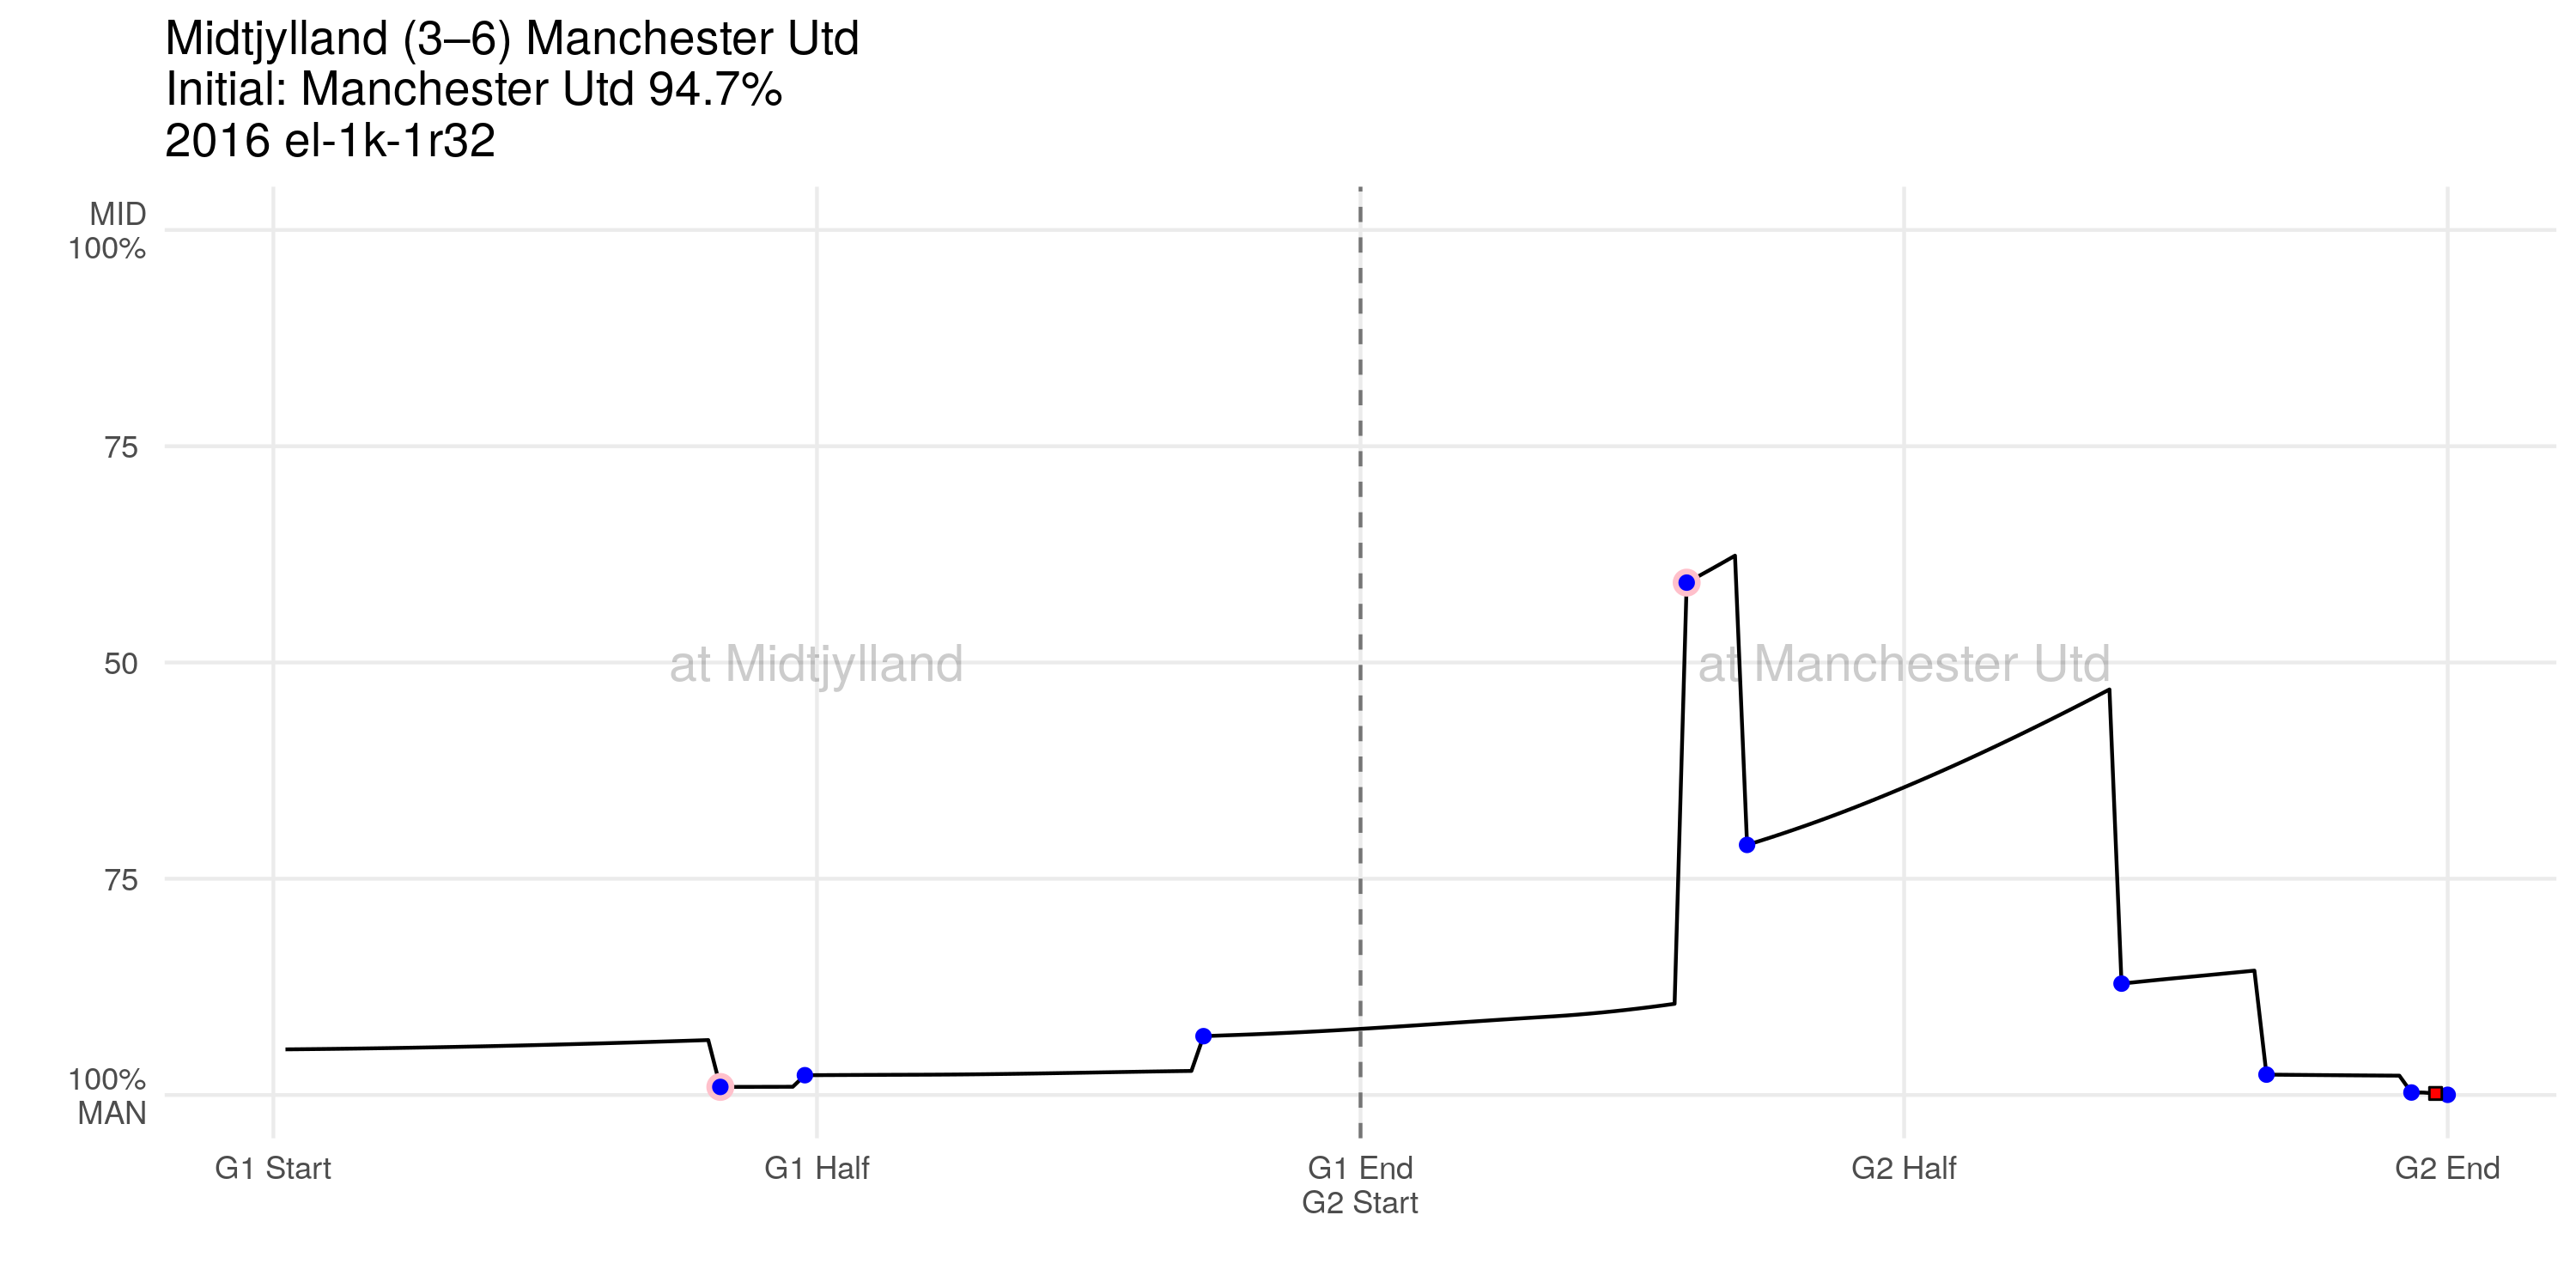 Midtjylland (3–6) Manchester Utd
Initial: Manchester Utd 94.7%
2016 el-1k-1r32
MID
100%
75
50
75
100%
MAN
at Midtjylland
at Manchester Utd
G1 Start
G1 Half
G1 End
G2 Start
G2 Half
G2 End